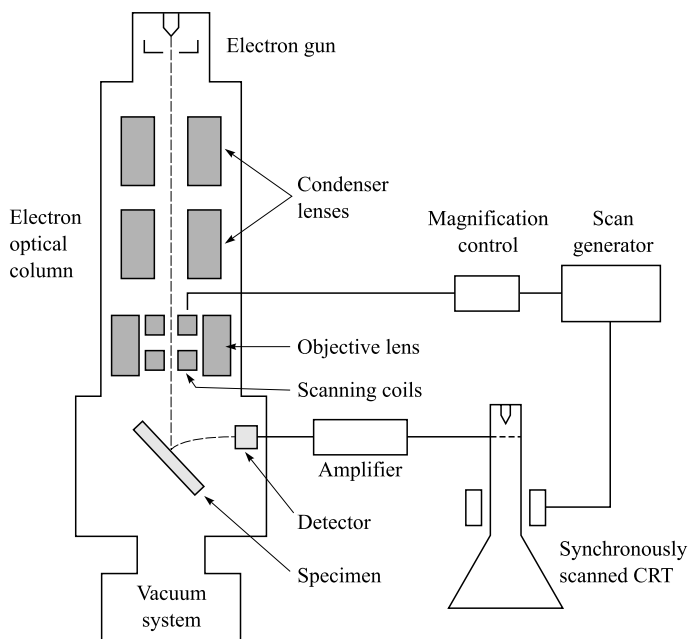 Electron gun
Condenser
lenses
Electron
optical
column
Magnification
control
Scan
generator
Objective lens
Scanning coils
Amplifier
Detector
Synchronously
scanned CRT
Specimen
Vacuum
system